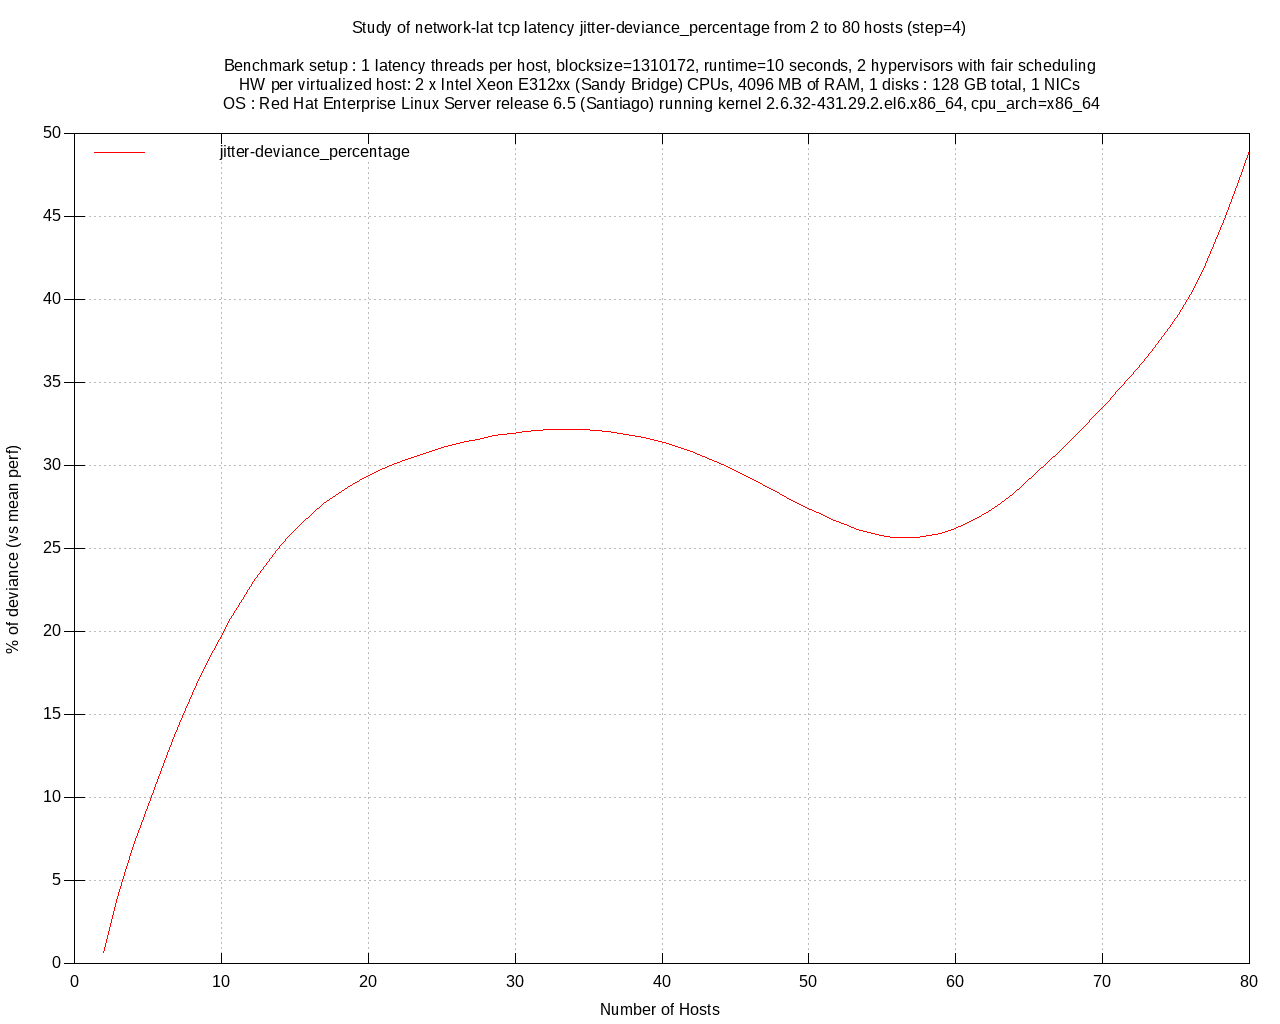 Study of network-lat tcp latency jitter-deviance_percentage from 2 to 80 hosts (step=4)
Benchmark setup : 1 latency threads per host, blocksize=1310172, runtime=10 seconds, 2 hypervisors with fair scheduling
HW per virtualized host: 2 x Intel Xeon E312xx (Sandy Bridge) CPUs, 4096 MB of RAM, 1 disks : 128 GB total, 1 NICs
OS : Red Hat Enterprise Linux Server release 6.5 (Santiago) running kernel 2.6.32-431.29.2.el6.x86_64, cpu_arch=x86_64
jitter-deviance_percentage
50
45
40
35
30
25
20
15
10
5
0
% of deviance (vs mean perf)
0 10 20 30 40 50 60 70 80
Number of Hosts